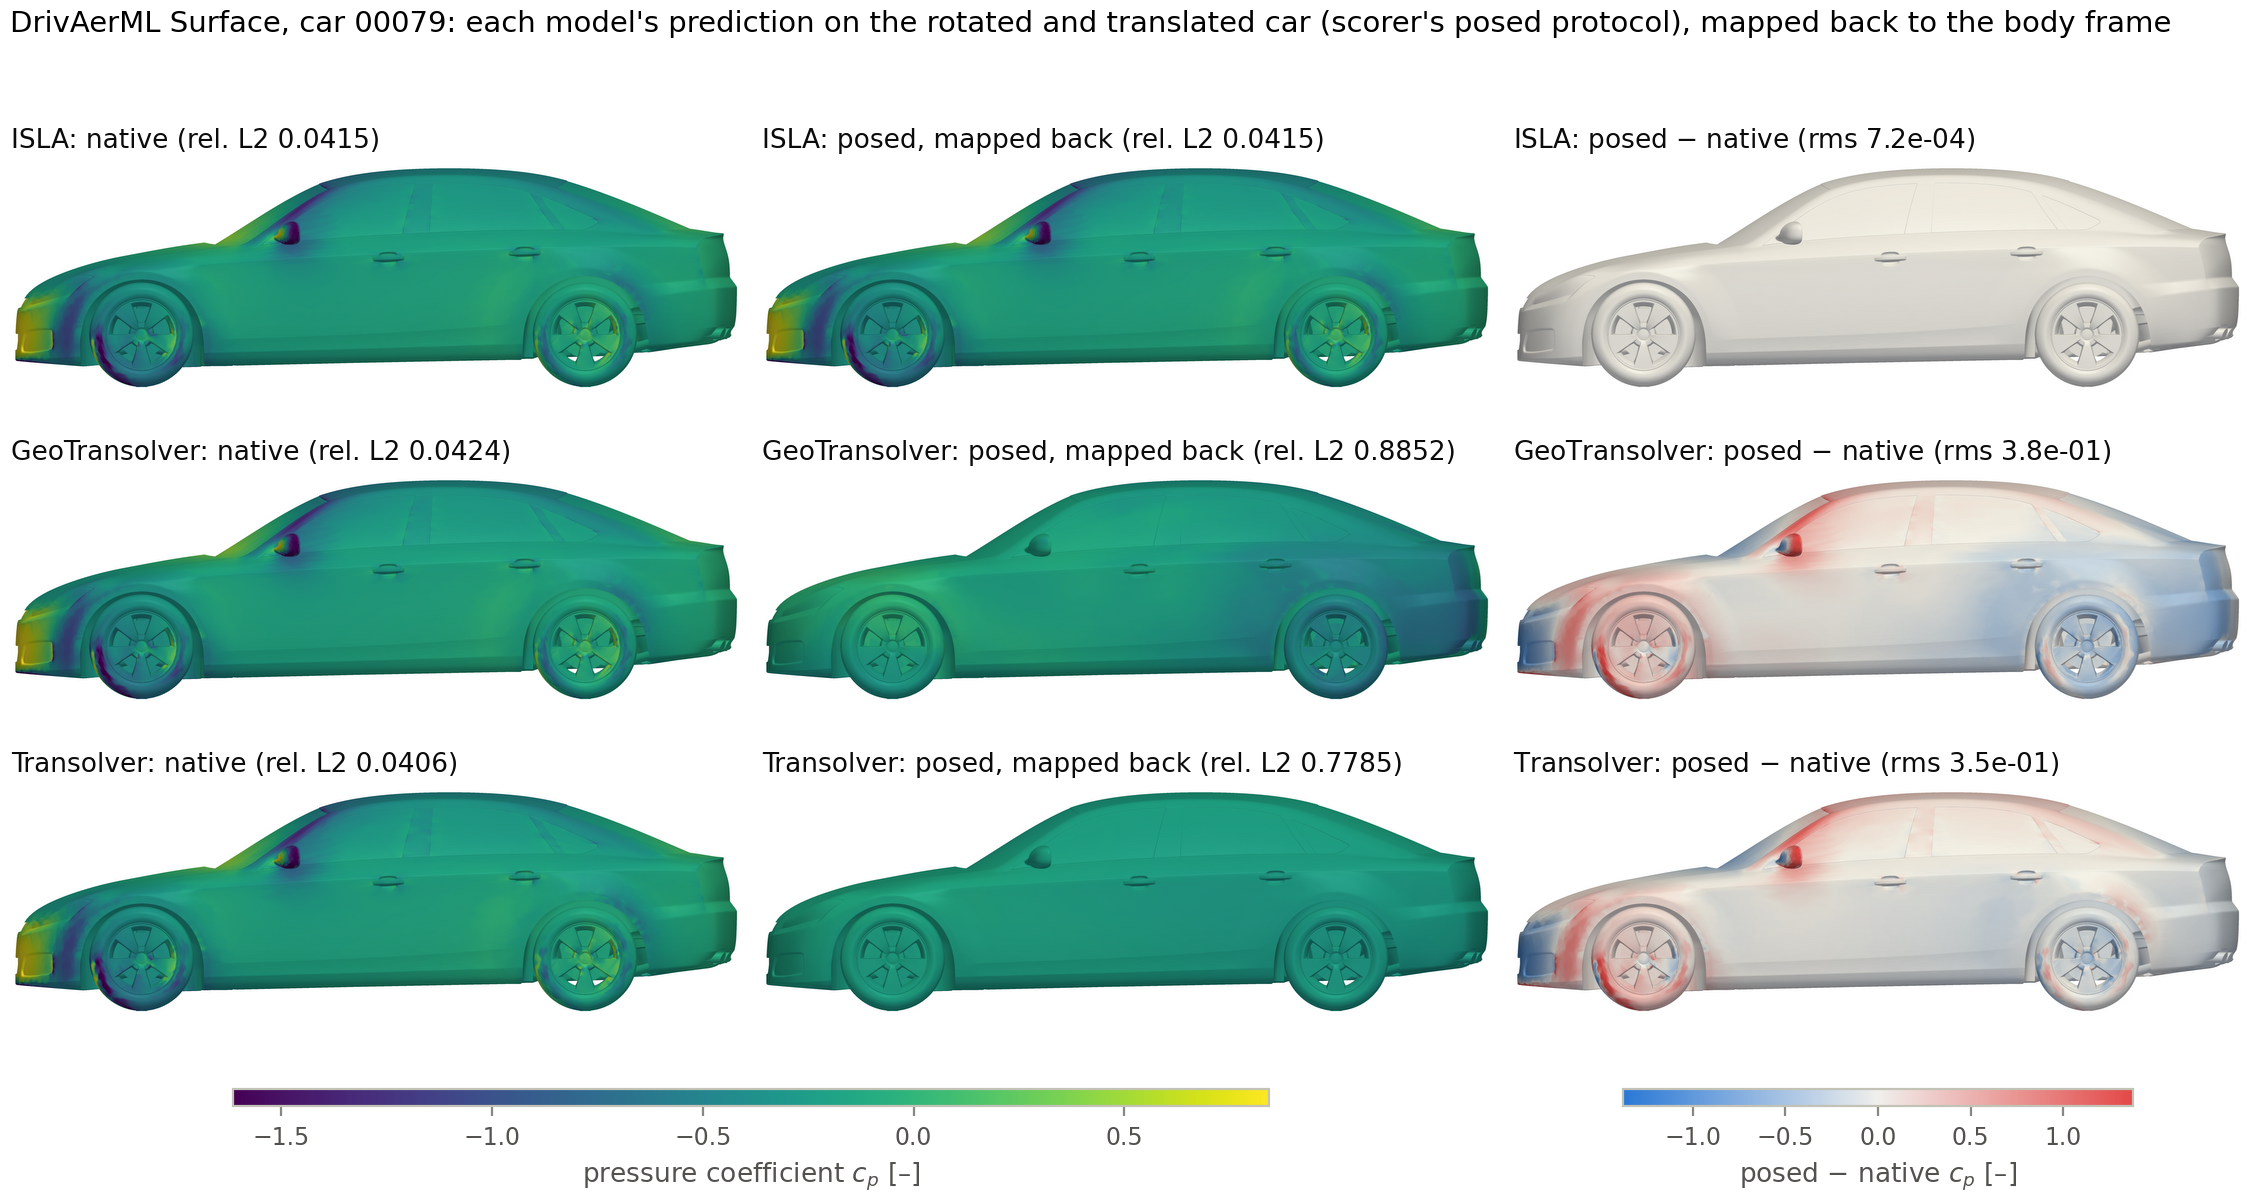 DrivAerML Surface, car 00079: each model's prediction on the rotated and translated car (scorer's posed protocol), mapped back to the body frame
ISLA: native (rel. L2 0.0415)
ISLA: posed, mapped back (rel. L2 0.0415)
ISLA: posed − native (rms 7.2e-04)
GeoTransolver: native (rel. L2 0.0424)
GeoTransolver: posed, mapped back (rel. L2 0.8852)
GeoTransolver: posed − native (rms 3.8e-01)
Transolver: native (rel. L2 0.0406)
Transolver: posed, mapped back (rel. L2 0.7785)
Transolver: posed − native (rms 3.5e-01)
−1.5 −1.0 −0.5 0.0 0.5
pressure coefficient c_p [–]
−1.0 −0.5 0.0 0.5 1.0
posed − native c_p [–]